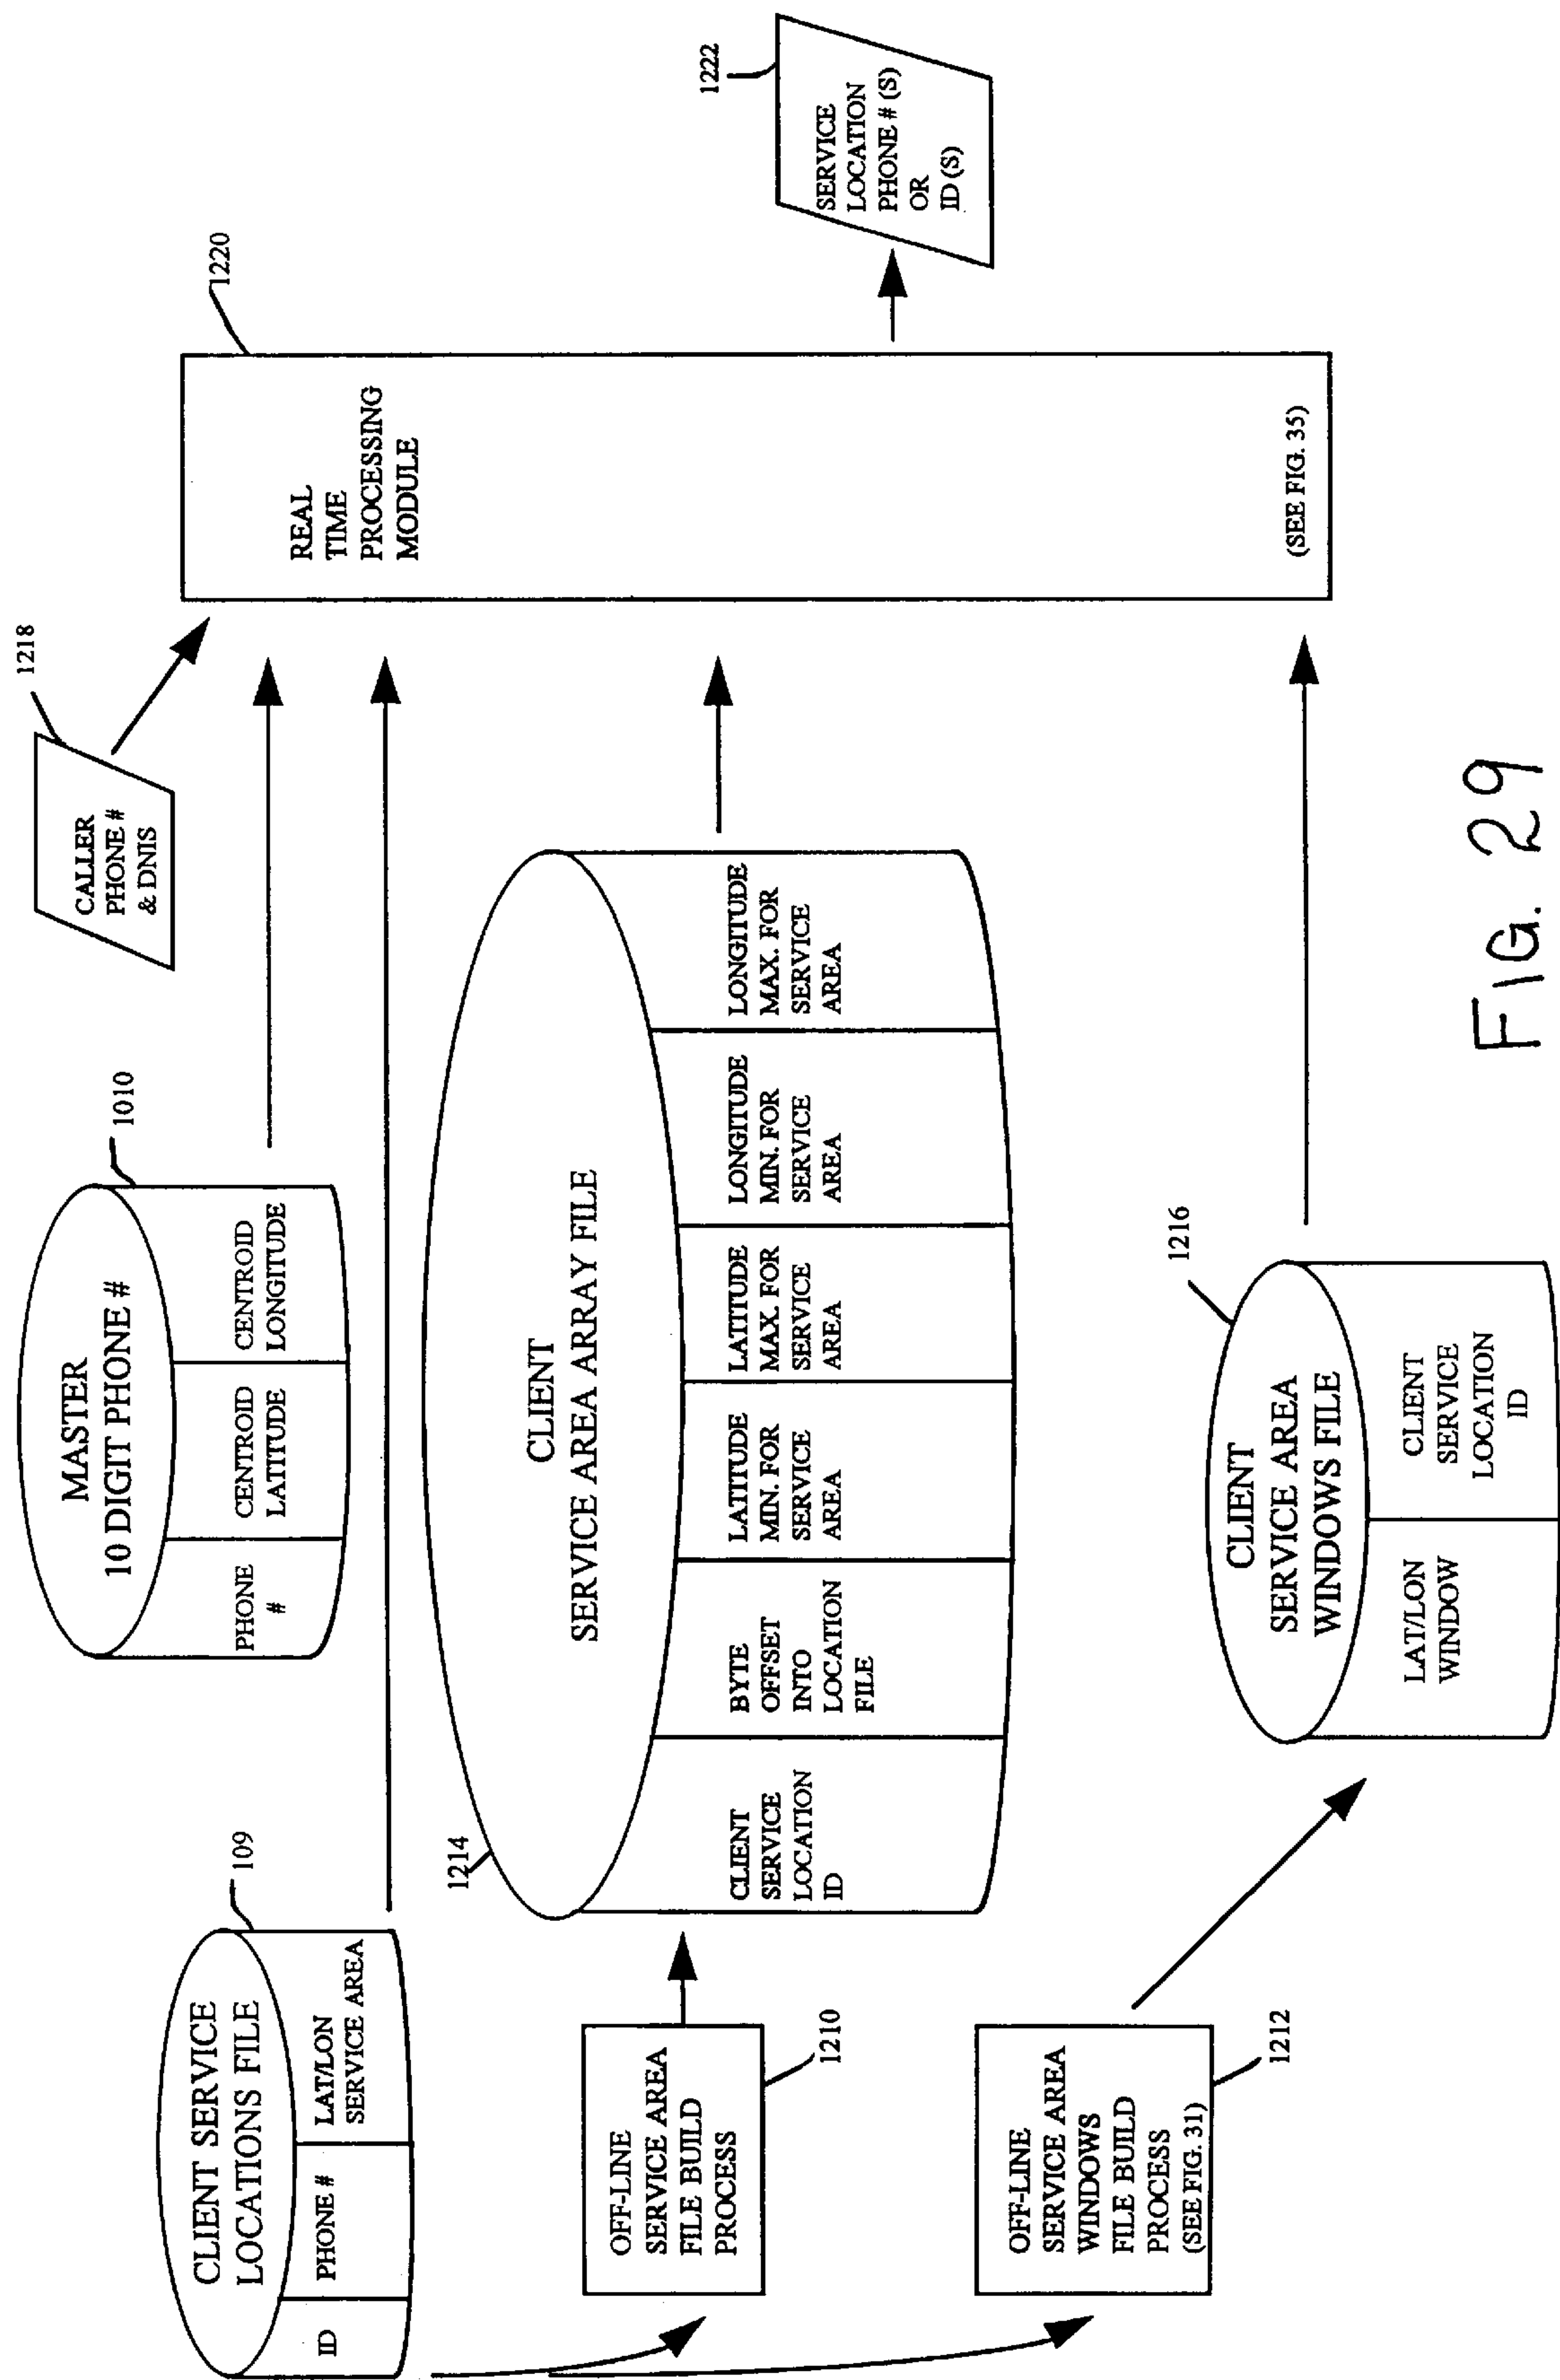 CLIENT SERVICE
LOCATIONS FILE
ID
PHONE #
LAT/LON
SERVICE AREA
109
MASTER
10 DIGIT PHONE #
PHONE
#
CENTROID
LATITUDE
CENTROID
LONGITUDE
1010
CALLER
PHONE #
& DNIS
1218
OFF-LINE
SERVICE AREA
FILE BUILD
PROCESS
1210
1214
CLIENT
SERVICE AREA ARRAY FILE
CLIENT
SERVICE
LOCATION
ID
BYTE
OFFSET
INTO
LOCATION
FILE
LATITUDE
MIN. FOR
SERVICE
AREA
LATITUDE
MAX. FOR
SERVICE
AREA
LONGITUDE
MIN. FOR
SERVICE
AREA
LONGITUDE
MAX. FOR
SERVICE
AREA
REAL
TIME
PROCESSING
MODULE
(SEE FIG. 35)
1220
SERVICE
LOCATION
PHONE # (S)
OR
ID (S)
1222
OFF-LINE
SERVICE AREA
WINDOWS
FILE BUILD
PROCESS
(SEE FIG. 31)
1212
CLIENT
SERVICE AREA
WINDOWS FILE
LAT/LON
WINDOW
CLIENT
SERVICE
LOCATION
ID
1216
FIG. 29